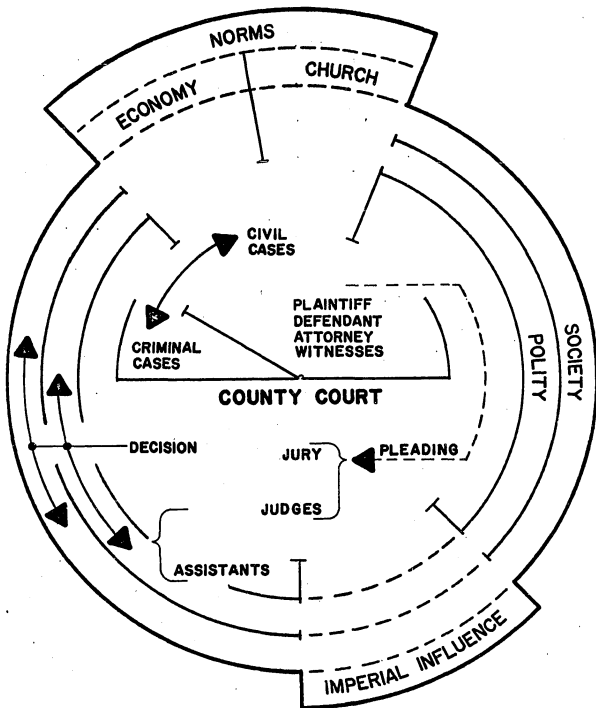 NORMS
ECONOMY
CHURCH
CIVIL
CASES
CRIMINAL
CASES
PLAINTIFF
DEFENDANT
ATTORNEY
WITNESSES
COUNTY COURT
POLITY
SOCIETY
DECISION
JURY
PLEADING
JUDGES
ASSISTANTS
IMPERIAL INFLUENCE